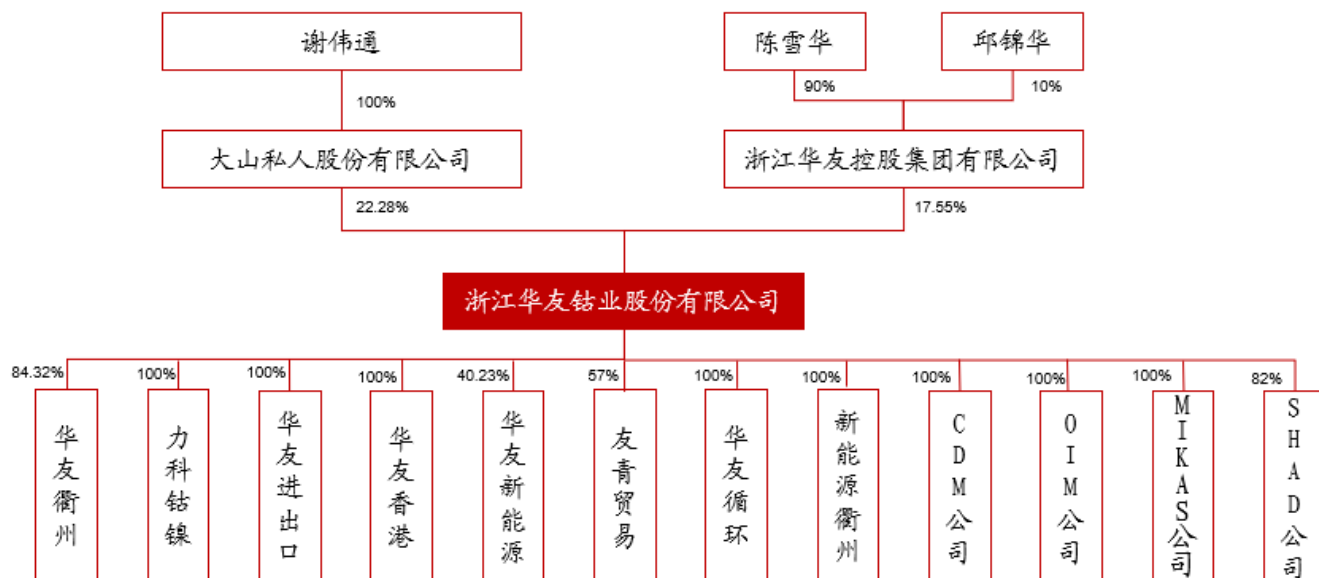 谢伟通
陈雪华
邱锦华
100%
90%
10%
大山私人股份有限公司
浙江华友控股集团有限公司
22.28%
17.55%
浙江华友钴业股份有限公司
84.32%
100%
100%
100%
40.23%
57%
100%
100%
100%
100%
100%
82%
华友衢州
力科钴镍
华友进出口
华友香港
华友新能源
友青贸易
华友循环
新能源衢州
CDM公司
OIM公司
MIKAS公司
SHAD公司